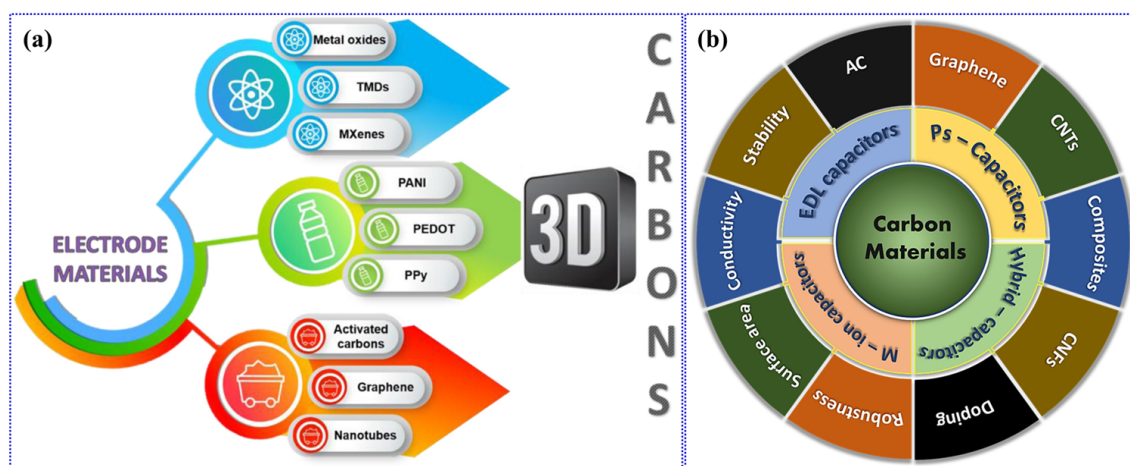 (a)
ELECTRODE
MATERIALS
Metal oxides
TMDs
MXenes
PANI
PEDOT
PPy
Activated
carbons
Graphene
Nanotubes
3D
CARBONS
(b)
AC
Graphene
CNTs
Composites
CNFs
Doping
Robustness
Surface area
Conductivity
Stability
EDL capacitors
Ps – Capacitors
Hybrid – capacitors
M – ion capacitors
Carbon
Materials